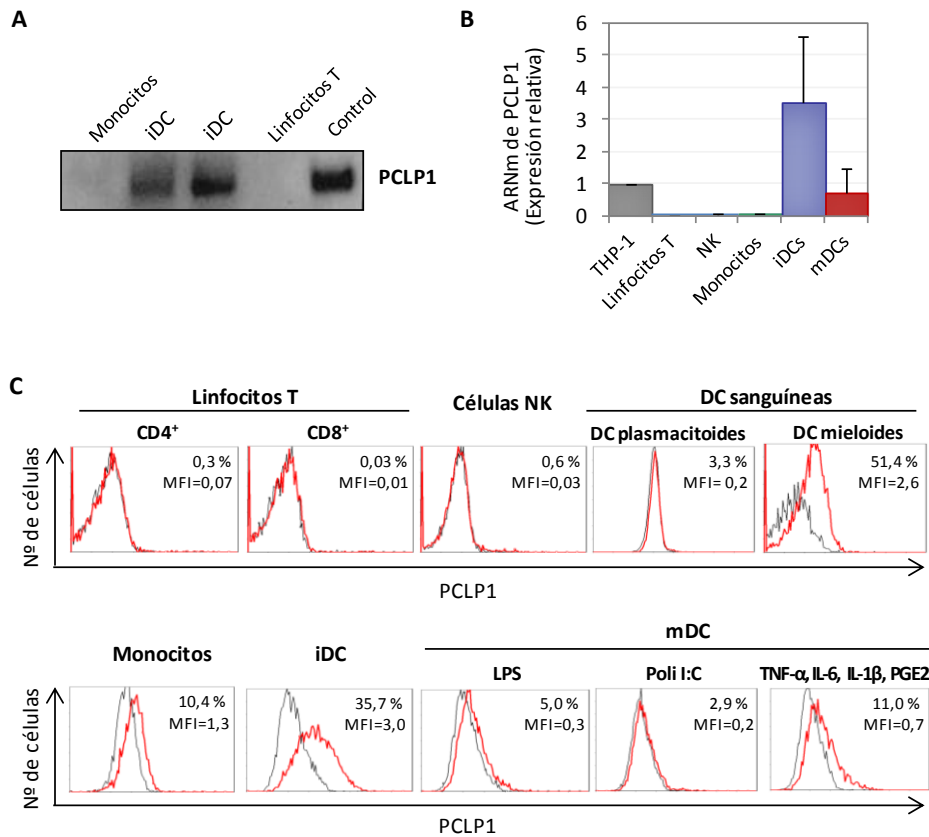 A
Monocitos
iDC
iDC
Linfocitos T
Control
PCLP1
B
ARNm de PCLP1
(Expresión relativa)
6
5
4
3
2
1
0
THP-1
Linfocitos T
NK
Monocitos
iDCs
mDCs
C
Linfocitos T
Células NK
DC sanguíneas
CD4⁺
CD8⁺
DC plasmacitoides
DC mieloides
Nº de células
0,3 %
MFI=0,07
0,03 %
MFI=0,01
0,6 %
MFI=0,03
3,3 %
MFI= 0,2
51,4 %
MFI=2,6
PCLP1
mDC
Monocitos
iDC
LPS
Poli I:C
TNF-α, IL-6, IL-1β, PGE2
Nº de células
10,4 %
MFI=1,3
35,7 %
MFI=3,0
5,0 %
MFI=0,3
2,9 %
MFI=0,2
11,0 %
MFI=0,7
PCLP1